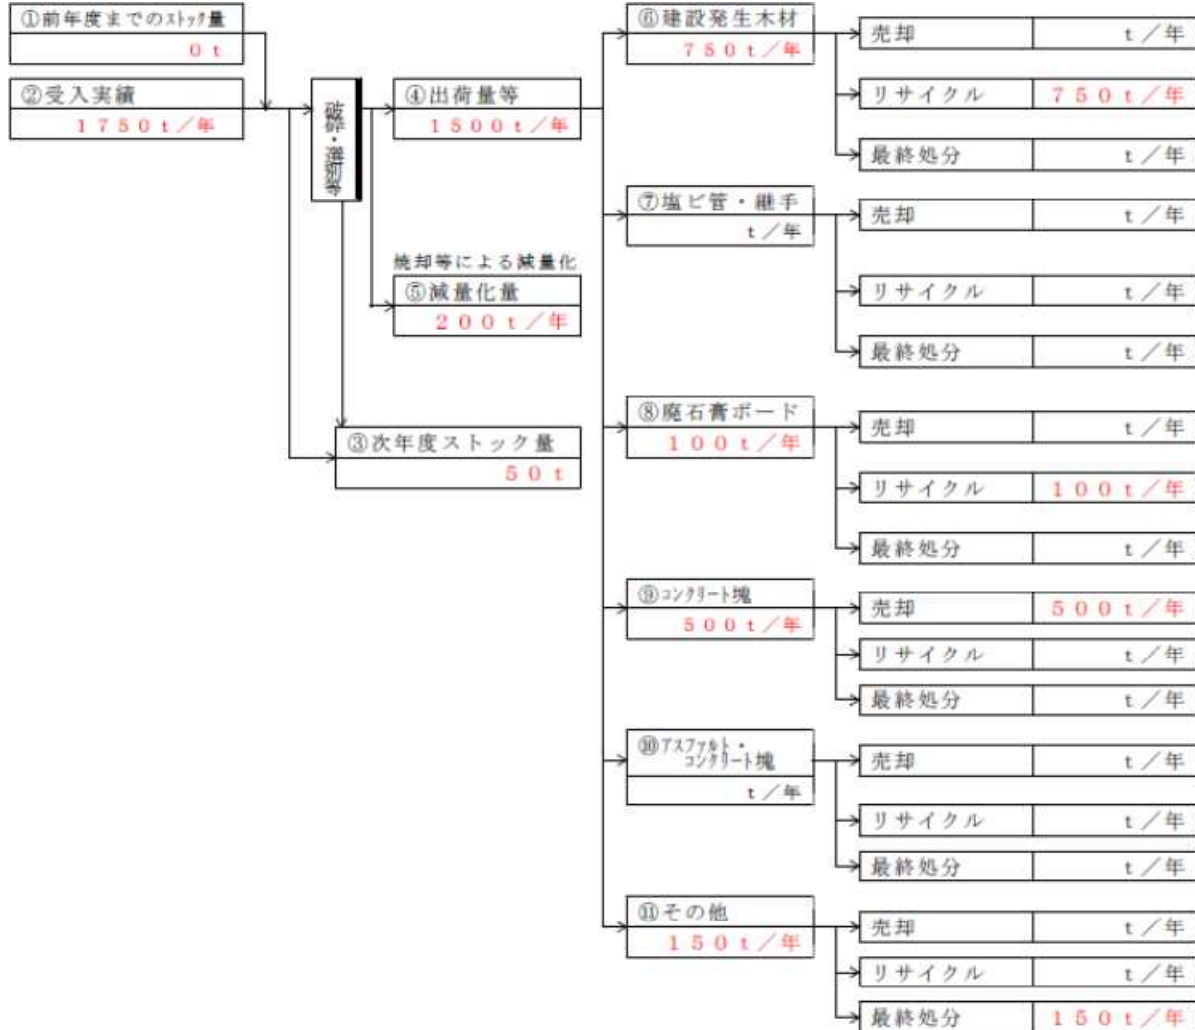 ①前年度までのストック量
0t
②受入実績
1750t/年
破砕・選別等
④出荷量等
1500t/年
焼却等による減量化
⑤減量化量
200t/年
③次年度ストック量
50t
⑥建設発生木材
750t/年
売却 t/年
リサイクル 750t/年
最終処分 t/年
⑦塩ビ管・継手
t/年
売却 t/年
リサイクル t/年
最終処分 t/年
⑧廃石膏ボード
100t/年
売却 t/年
リサイクル 100t/年
最終処分 t/年
⑨コンクリート塊
500t/年
売却 500t/年
リサイクル t/年
最終処分 t/年
⑩アスファルト・
コンクリート塊
t/年
売却 t/年
リサイクル t/年
最終処分 t/年
⑪その他
150t/年
売却 t/年
リサイクル t/年
最終処分 150t/年